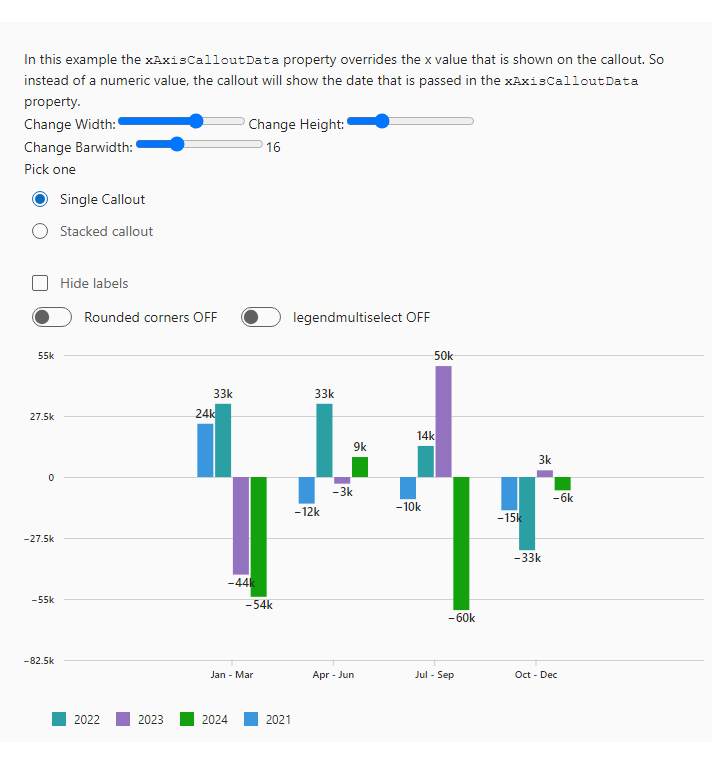 In this example the xAxisCalloutData property overrides the x value that is shown on the callout. So
instead of a numeric value, the callout will show the date that is passed in the xAxisCalloutData
property.
Change Width: Change Height:
Change Barwidth: 16
Pick one
Single Callout
Stacked callout
Hide labels
Rounded corners OFF legendmultiselect OFF
55k
27.5k
0
−27.5k
−55k
−82.5k
24k
33k
−44k
−54k
−12k
33k
−3k
9k
−10k
14k
50k
−60k
−15k
−33k
3k
−6k
Jan - Mar Apr - Jun Jul - Sep Oct - Dec
2022 2023 2024 2021